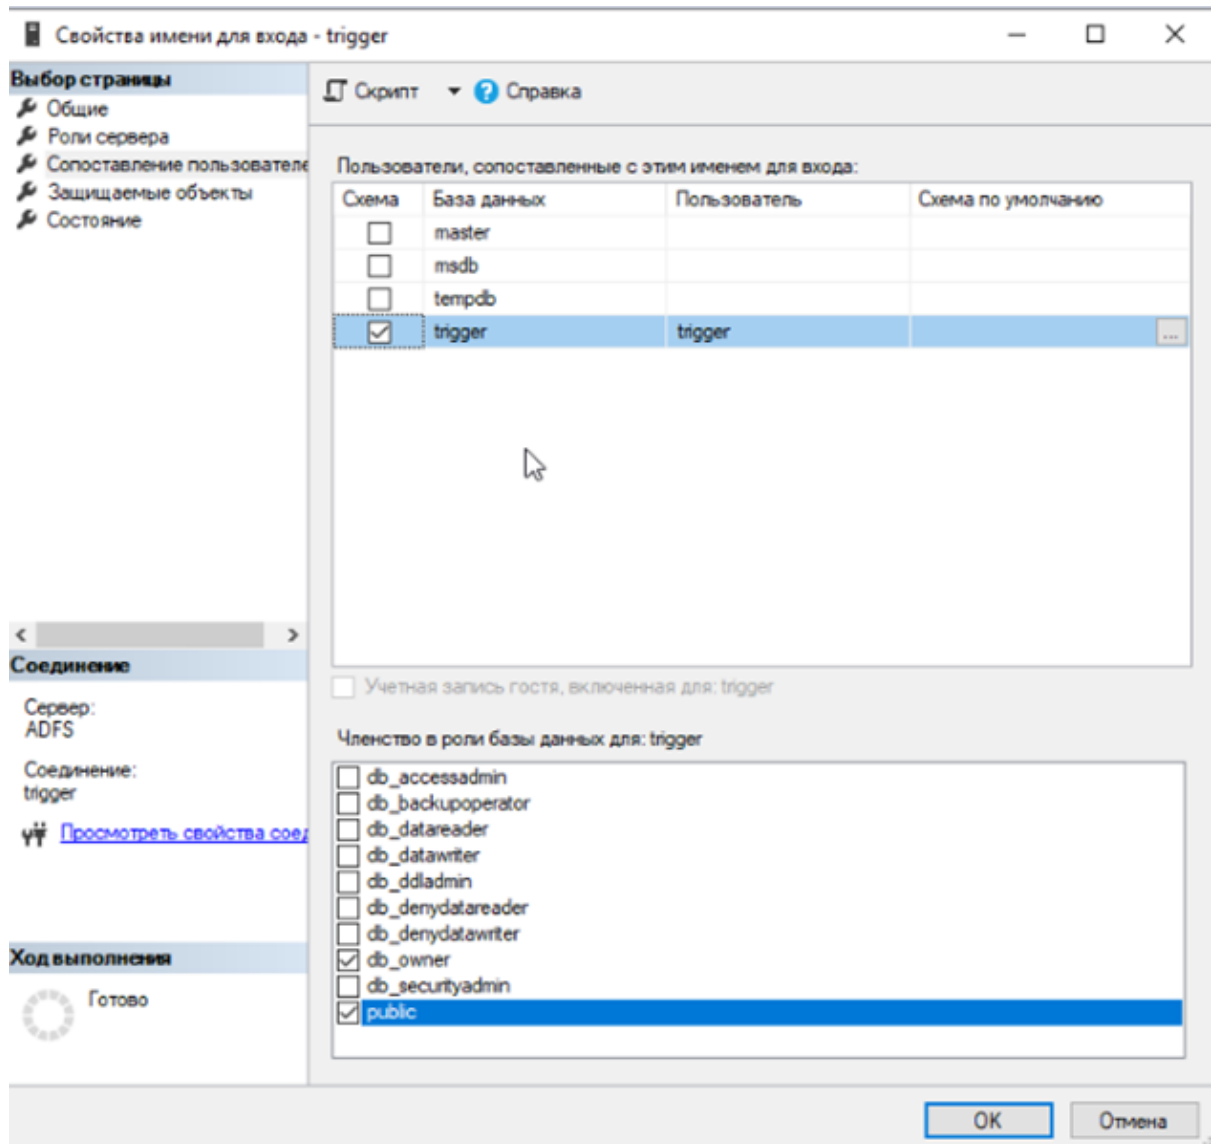 Свойства имени для входа - trigger
Выбор страницы
Общие
Роли сервера
Сопоставление пользователе
Защищаемые объекты
Состояние
Скрипт
Справка
Пользователи, сопоставленные с этим именем для входа:
Схема База данных Пользователь Схема по умолчанию
master
msdb
tempdb
trigger trigger ...
Учетная запись гостя, включенная для: trigger
Членство в роли базы данных для: trigger
db_accessadmin
db_backupoperator
db_datareader
db_datawriter
db_ddladmin
db_denydatareader
db_denydatawriter
db_owner
db_securityadmin
public
Соединение
Сервер:
ADFS
Соединение:
trigger
Просмотреть свойства соед
Ход выполнения
Готово
OK Отмена